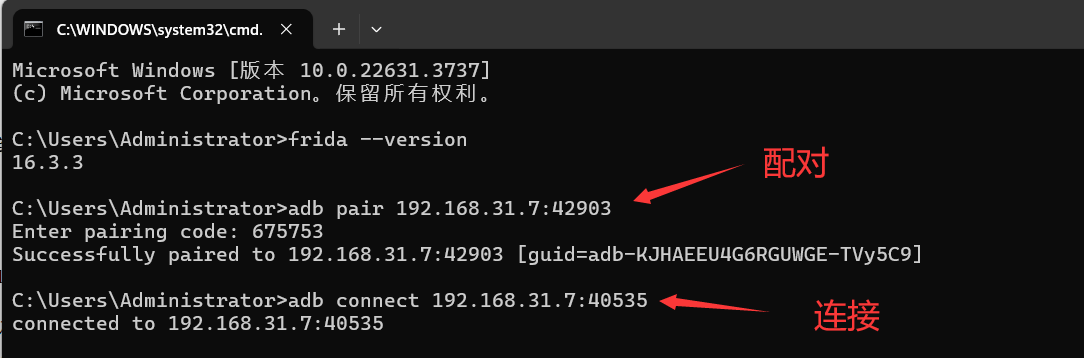 C:\WINDOWS\system32\cmd.
Microsoft Windows [版本 10.0.22631.3737]
(c) Microsoft Corporation。保留所有权利。
C:\Users\Administrator>frida --version
16.3.3
配对
C:\Users\Administrator>adb pair 192.168.31.7:42903
Enter pairing code: 675753
Successfully paired to 192.168.31.7:42903 [guid=adb-KJHAEEU4G6RGUWGE-TVy5C9]
C:\Users\Administrator>adb connect 192.168.31.7:40535
连接
connected to 192.168.31.7:40535